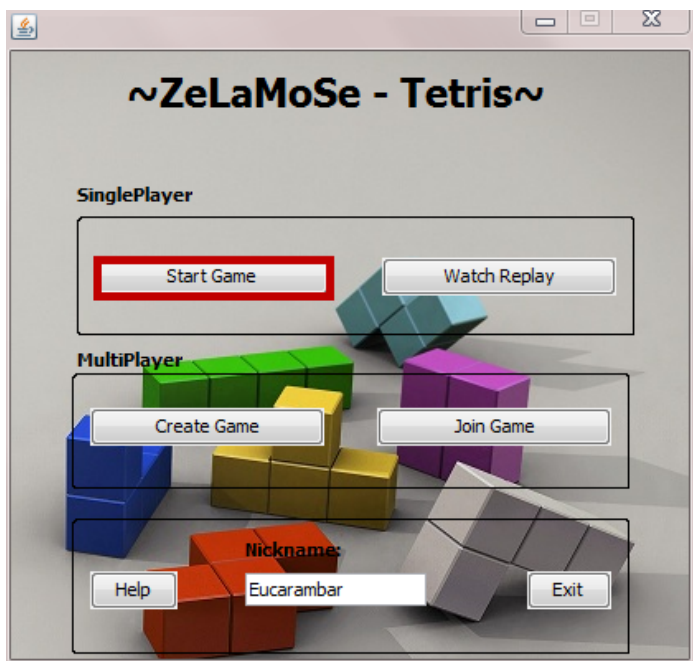 ~ZeLaMoSe - Tetris~
SinglePlayer
Start Game
Watch Replay
MultiPlayer
Create Game
Join Game
Nickname:
Help
Eucarambar
Exit